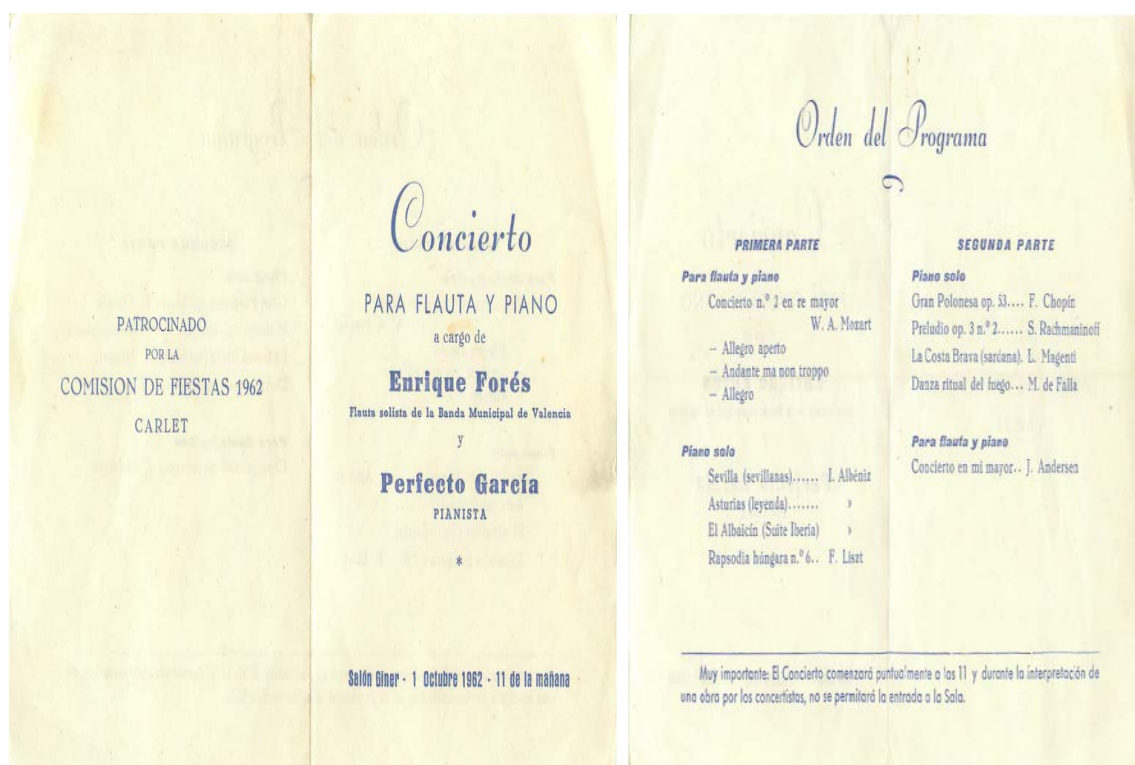 PATROCINADO
POR LA
COMISION DE FIESTAS 1962
CARLET
Concierto
PARA FLAUTA Y PIANO
a cargo de
Enrique Forés
Flauta solista de la Banda Municipal de Valencia
y
Perfecto García
PIANISTA
*
Salón Giner - 1 Octubre 1962 - 11 de la mañana
Orden del Programa
PRIMERA PARTE
Para flauta y piano
Concierto n.º 2 en re mayor
W. A. Mozart
– Allegro aperto
– Andante ma non troppo
– Allegro
Piano solo
Sevilla (sevillanas)...... I. Albéniz
Asturias (leyenda)....... »
El Albaicín (Suite Iberia) »
Rapsodia húngara n.º 6.. F. Liszt
SEGUNDA PARTE
Piano solo
Gran Polonesa op. 53.... F. Chopín
Preludio op. 3 n.º 2...... S. Rachmaninoff
La Costa Brava (sardana). L. Magenti
Danza ritual del fuego... M. de Falla
Para flauta y piano
Concierto en mi mayor.. J. Andersen
Muy importante: El Concierto comenzará puntualmente a las 11 y durante la interpretación de
una obra por los concertistas, no se permitará la entrada a la Sala.